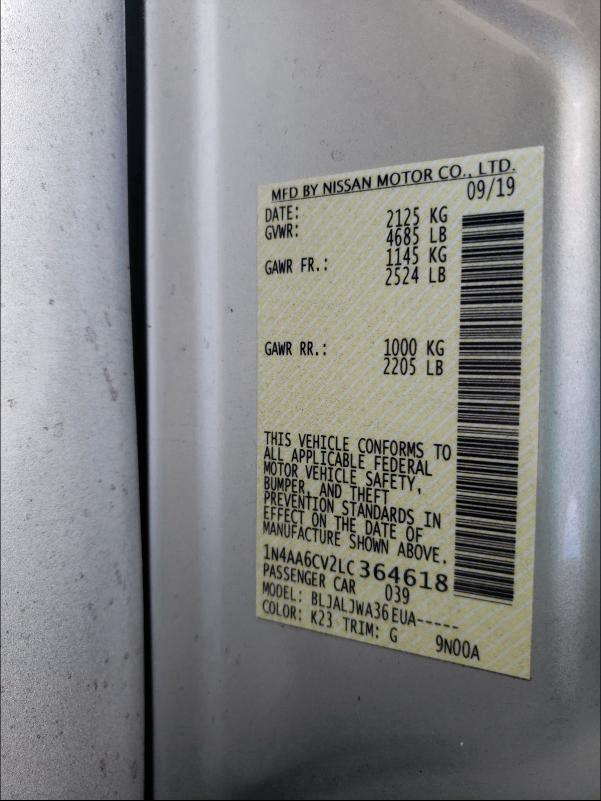 MFD BY NISSAN MOTOR CO., LTD.
DATE: 09/19
GVWR: 2125 KG
4685 LB
GAWR FR.: 1145 KG
2524 LB
GAWR RR.: 1000 KG
2205 LB
THIS VEHICLE CONFORMS TO
ALL APPLICABLE FEDERAL
MOTOR VEHICLE SAFETY,
BUMPER, AND THEFT
PREVENTION STANDARDS IN
EFFECT ON THE DATE OF
MANUFACTURE SHOWN ABOVE.
1N4AA6CV2LC364618
PASSENGER CAR 039
MODEL: BLJALJWA36EUA-----
COLOR: K23 TRIM: G 9N00A